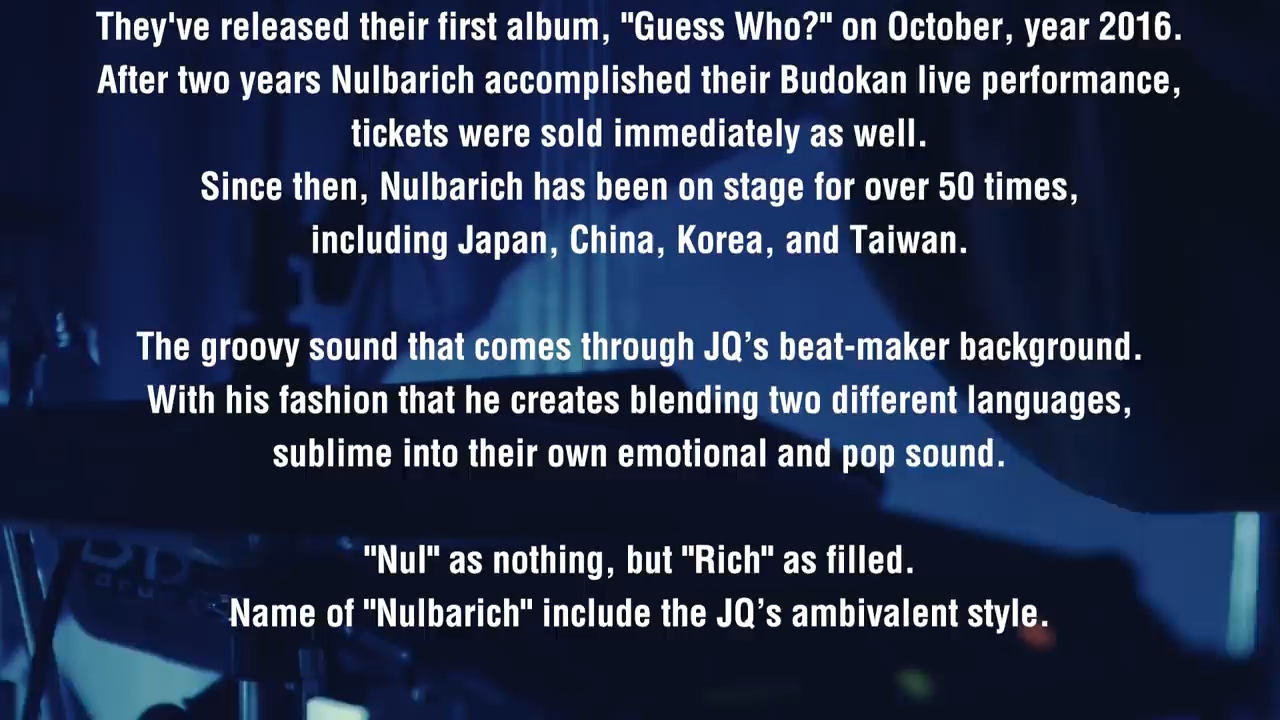 They've released their first album, "Guess Who?" on October, year 2016.
After two years Nulbarich accomplished their Budokan live performance,
tickets were sold immediately as well.
Since then, Nulbarich has been on stage for over 50 times,
including Japan, China, Korea, and Taiwan.
The groovy sound that comes through JQ’s beat-maker background.
With his fashion that he creates blending two different languages,
sublime into their own emotional and pop sound.
"Nul" as nothing, but "Rich" as filled.
Name of "Nulbarich" include the JQ’s ambivalent style.